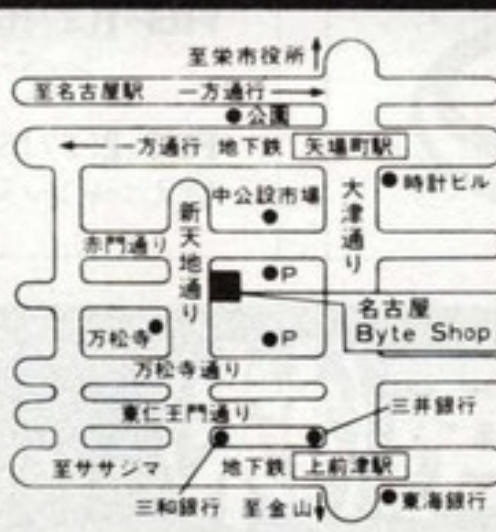 至栄市役所
至名古屋駅 一方通行
公園
一方通行 地下鉄 矢場町駅
中公設市場
時計ビル
大津通り
新天地通り
赤門通り
P
名古屋
Byte Shop
万松寺
P
万松寺通り
東仁王門通り
三井銀行
至ササシマ 地下鉄 上前津駅
三和銀行 至金山
東海銀行